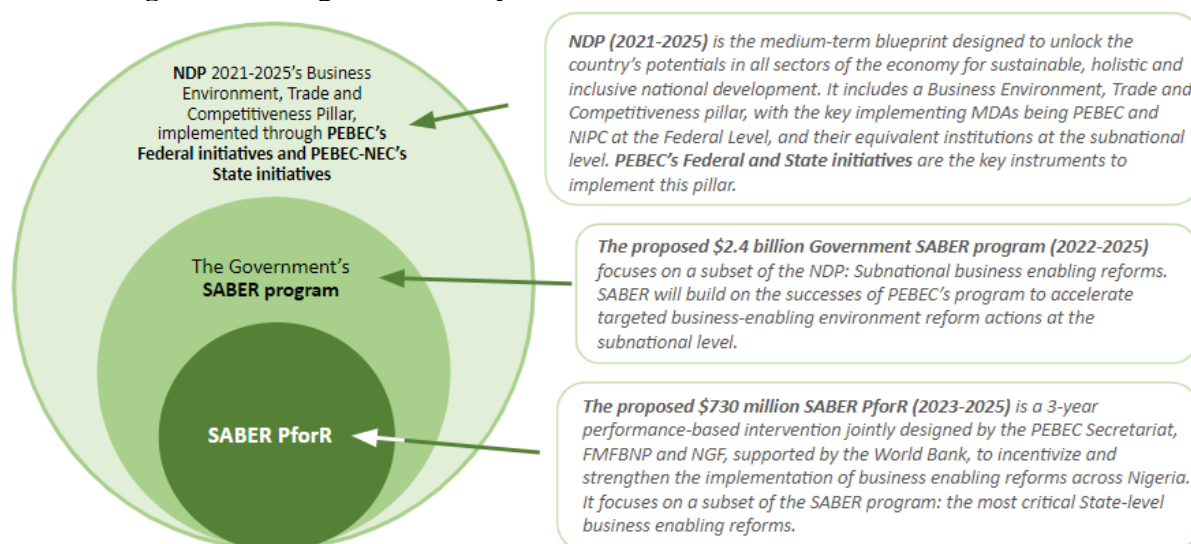 NDP 2021-2025's Business
Environment, Trade and
Competitiveness Pillar,
implemented through PEBEC's
Federal initiatives and PEBEC-NEC's
State initiatives
NDP (2021-2025) is the medium-term blueprint designed to unlock the
country's potentials in all sectors of the economy for sustainable, holistic and
inclusive national development. It includes a Business Environment, Trade and
Competitiveness pillar, with the key implementing MDAs being PEBEC and
NIPC at the Federal Level, and their equivalent institutions at the subnational
level. PEBEC's Federal and State initiatives are the key instruments to
implement this pillar.
The Government's
SABER program
The proposed $2.4 billion Government SABER program (2022-2025)
focuses on a subset of the NDP: Subnational business enabling reforms.
SABER will build on the successes of PEBEC's program to accelerate
targeted business-enabling environment reform actions at the
subnational level.
SABER PforR
The proposed $730 million SABER PforR (2023-2025) is a 3-year
performance-based intervention jointly designed by the PEBEC Secretariat,
FMFBNP and NGF, supported by the World Bank, to incentivize and
strengthen the implementation of business enabling reforms across Nigeria.
It focuses on a subset of the SABER program: the most critical State-level
business enabling reforms.